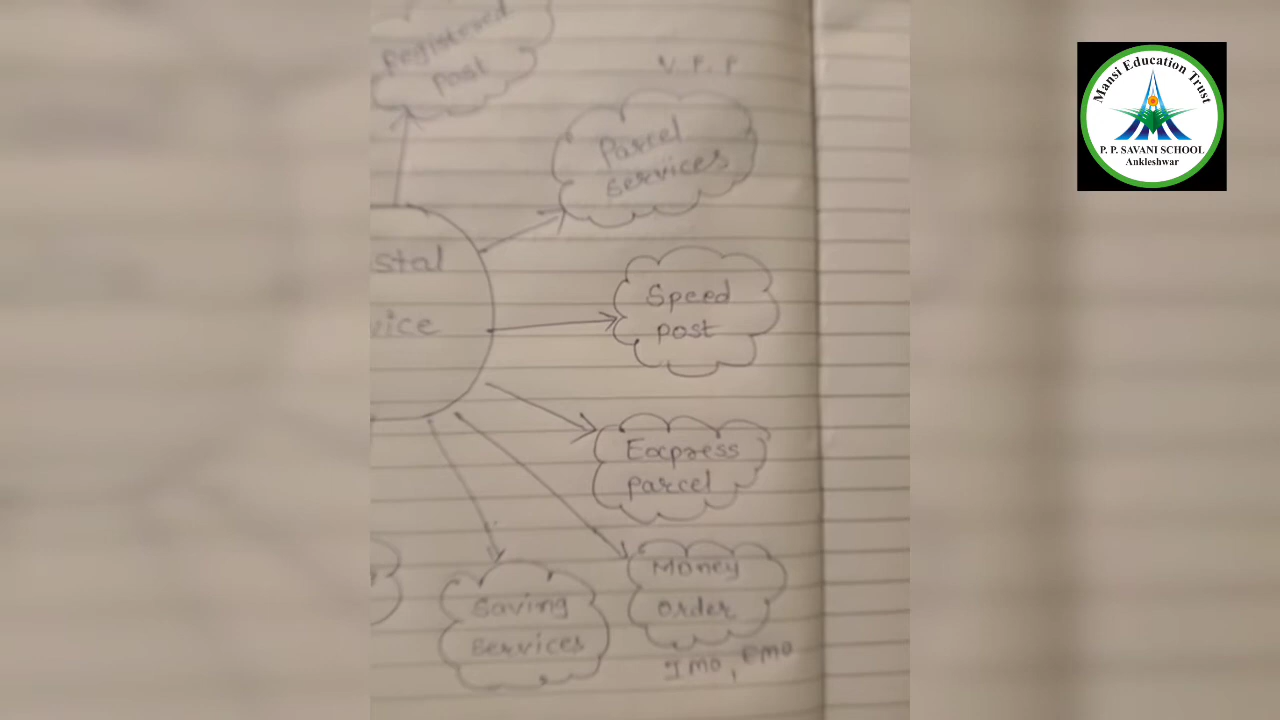 Registered
post
V. P. P
Parcel
services
stal
vice
Speed
post
Express
parcel
Money
order
IMO, EMO
Saving
services
Mansi Education Trust
P. P. SAVANI SCHOOL
Ankleshwar